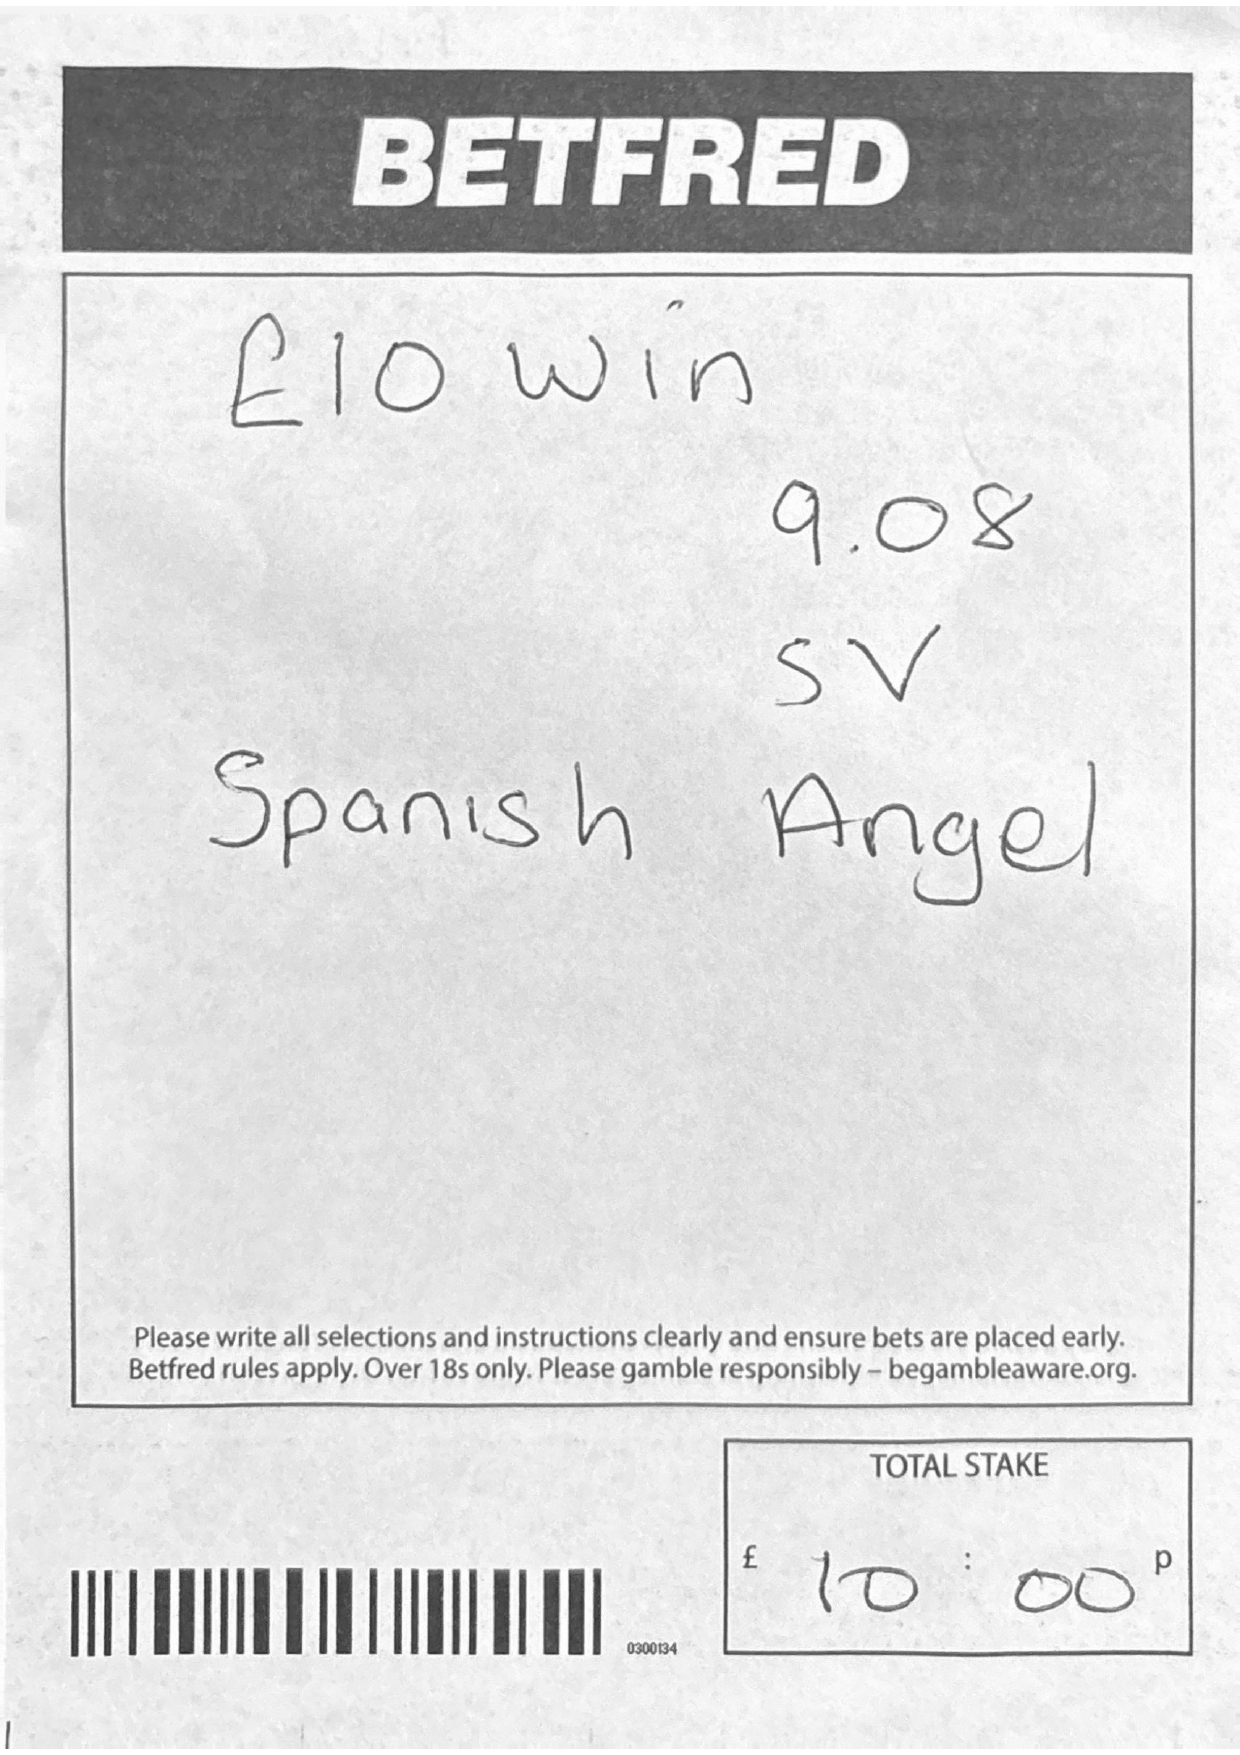 BETFRED
£10 win
9.08
SV
Spanish Angel
Please write all selections and instructions clearly and ensure bets are placed early.
Betfred rules apply. Over 18s only. Please gamble responsibly – begambleaware.org.
TOTAL STAKE
£ 10 : 00 p
0300134